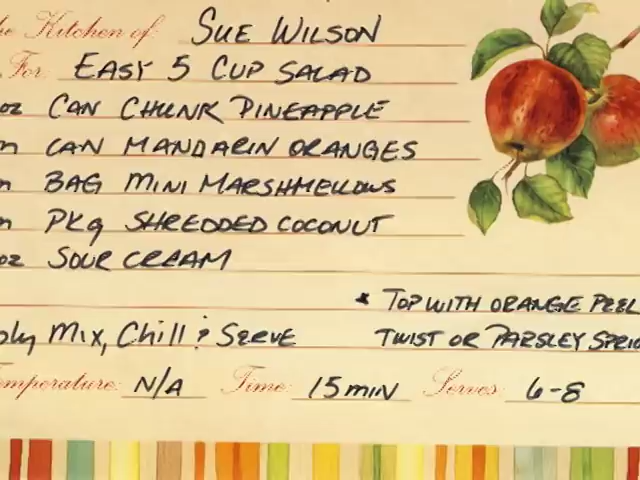 he Kitchen of: SUE WILSON
For: EASY 5 CUP SALAD
oz CAN CHUNK PINEAPPLE
m CAN MANDARIN ORANGES
m BAG MINI MARSHMELLOWS
m PKg SHREDDED COCONUT
oz SOUR CREAM
* TOP WITH ORANGE PEEL
ply Mix, Chill & SERVE TWIST OR PARSLEY SPRIG
Temperature: N/A Time: 15 MIN Serves: 6-8